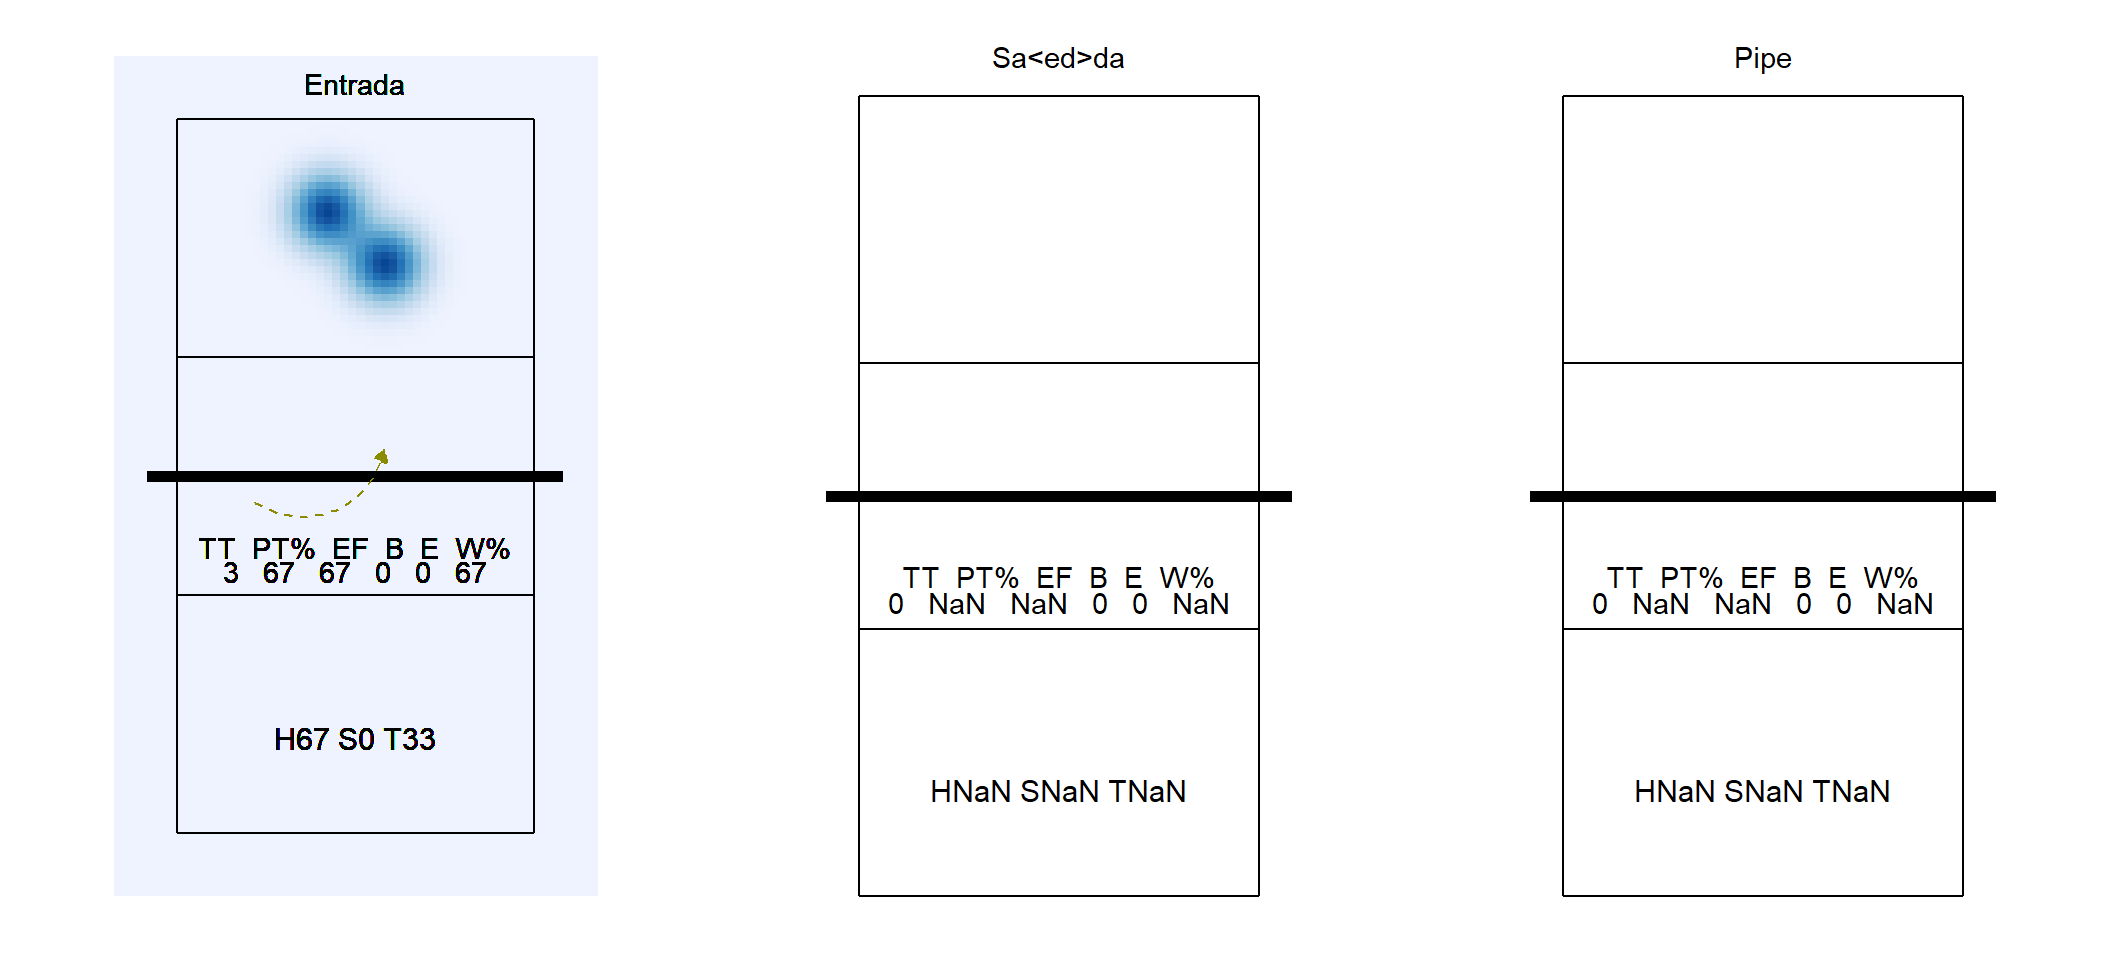 Entrada
TT PT% EF B E W%
3 67 67 0 0 67
H67 S0 T33
Sa<ed>da
TT PT% EF B E W%
0 NaN NaN 0 0 NaN
HNaN SNaN TNaN
Pipe
TT PT% EF B E W%
0 NaN NaN 0 0 NaN
HNaN SNaN TNaN